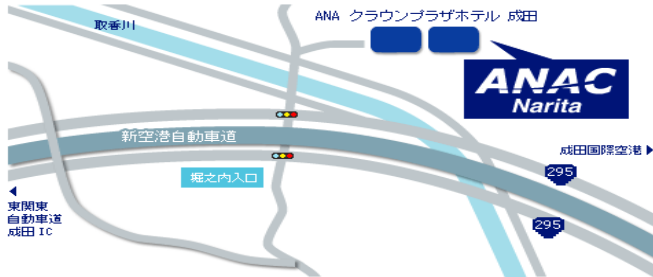 ANA クラウンプラザホテル 成田
取香川
ANAC
Narita
新空港自動車道
成田国際空港▶
堀之内入口
295
◀
東関東
自動車道
成田 IC
295